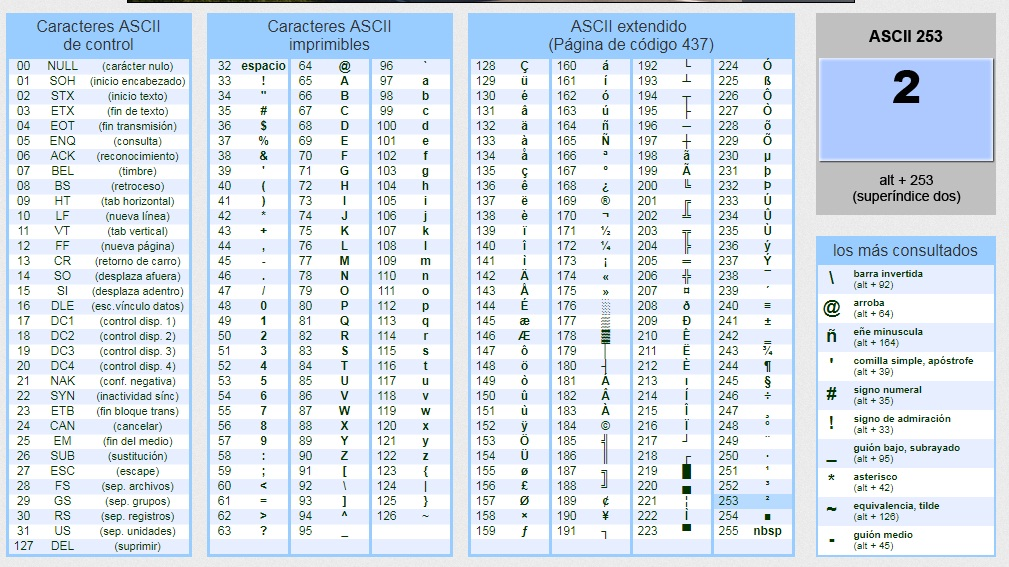 Caracteres ASCII
de control
00 NULL (carácter nulo)
01 SOH (inicio encabezado)
02 STX (inicio texto)
03 ETX (fin de texto)
04 EOT (fin transmisión)
05 ENQ (consulta)
06 ACK (reconocimiento)
07 BEL (timbre)
08 BS (retroceso)
09 HT (tab horizontal)
10 LF (nueva línea)
11 VT (tab vertical)
12 FF (nueva página)
13 CR (retorno de carro)
14 SO (desplaza afuera)
15 SI (desplaza adentro)
16 DLE (esc.vínculo datos)
17 DC1 (control disp. 1)
18 DC2 (control disp. 2)
19 DC3 (control disp. 3)
20 DC4 (control disp. 4)
21 NAK (conf. negativa)
22 SYN (inactividad sínc)
23 ETB (fin bloque trans)
24 CAN (cancelar)
25 EM (fin del medio)
26 SUB (sustitución)
27 ESC (escape)
28 FS (sep. archivos)
29 GS (sep. grupos)
30 RS (sep. registros)
31 US (sep. unidades)
127 DEL (suprimir)
Caracteres ASCII
imprimibles
32 espacio 64 @ 96 `
33 ! 65 A 97 a
34 " 66 B 98 b
35 # 67 C 99 c
36 $ 68 D 100 d
37 % 69 E 101 e
38 & 70 F 102 f
39 ' 71 G 103 g
40 ( 72 H 104 h
41 ) 73 I 105 i
42 * 74 J 106 j
43 + 75 K 107 k
44 , 76 L 108 l
45 - 77 M 109 m
46 . 78 N 110 n
47 / 79 O 111 o
48 0 80 P 112 p
49 1 81 Q 113 q
50 2 82 R 114 r
51 3 83 S 115 s
52 4 84 T 116 t
53 5 85 U 117 u
54 6 86 V 118 v
55 7 87 W 119 w
56 8 88 X 120 x
57 9 89 Y 121 y
58 : 90 Z 122 z
59 ; 91 [ 123 {
60 < 92 \ 124 |
61 = 93 ] 125 }
62 > 94 ^ 126 ~
63 ? 95 _
ASCII extendido
(Página de código 437)
128 Ç 160 á 192 └ 224 Ó
129 ü 161 í 193 ┴ 225 ß
130 é 162 ó 194 ┬ 226 Ô
131 â 163 ú 195 ├ 227 Ò
132 ä 164 ñ 196 ─ 228 õ
133 à 165 Ñ 197 ┼ 229 Õ
134 å 166 ª 198 ã 230 µ
135 ç 167 º 199 Ã 231 þ
136 ê 168 ¿ 200 ╚ 232 Þ
137 ë 169 ® 201 ╔ 233 Ú
138 è 170 ¬ 202 ╩ 234 Û
139 ï 171 ½ 203 ╦ 235 Ù
140 î 172 ¼ 204 ╠ 236 ý
141 ì 173 ¡ 205 ═ 237 Ý
142 Ä 174 « 206 ╬ 238 ¯
143 Å 175 » 207 ¤ 239 ´
144 É 176 ░ 208 ð 240 ≡
145 æ 177 ▒ 209 Ð 241 ±
146 Æ 178 ▓ 210 Ê 242 ‗
147 ô 179 │ 211 Ë 243 ¾
148 ö 180 ┤ 212 È 244 ¶
149 ò 181 Á 213 ı 245 §
150 û 182 Â 214 Í 246 ÷
151 ù 183 À 215 Î 247 ¸
152 ÿ 184 © 216 Ï 248 °
153 Ö 185 ╣ 217 ┘ 249 ¨
154 Ü 186 ║ 218 ┌ 250 ·
155 ø 187 ╗ 219 █ 251 ¹
156 £ 188 ╝ 220 ▄ 252 ³
157 Ø 189 ¢ 221 ¦ 253 ²
158 × 190 ¥ 222 Ì 254 ■
159 ƒ 191 ┐ 223 ▀ 255 nbsp
ASCII 253
2
alt + 253
(superíndice dos)
los más consultados
\ barra invertida
(alt + 92)
@ arroba
(alt + 64)
ñ eñe minuscula
(alt + 164)
' comilla simple, apóstrofe
(alt + 39)
# signo numeral
(alt + 35)
! signo de admiración
(alt + 33)
_ guión bajo, subrayado
(alt + 95)
* asterisco
(alt + 42)
~ equivalencia, tilde
(alt + 126)
- guión medio
(alt + 45)